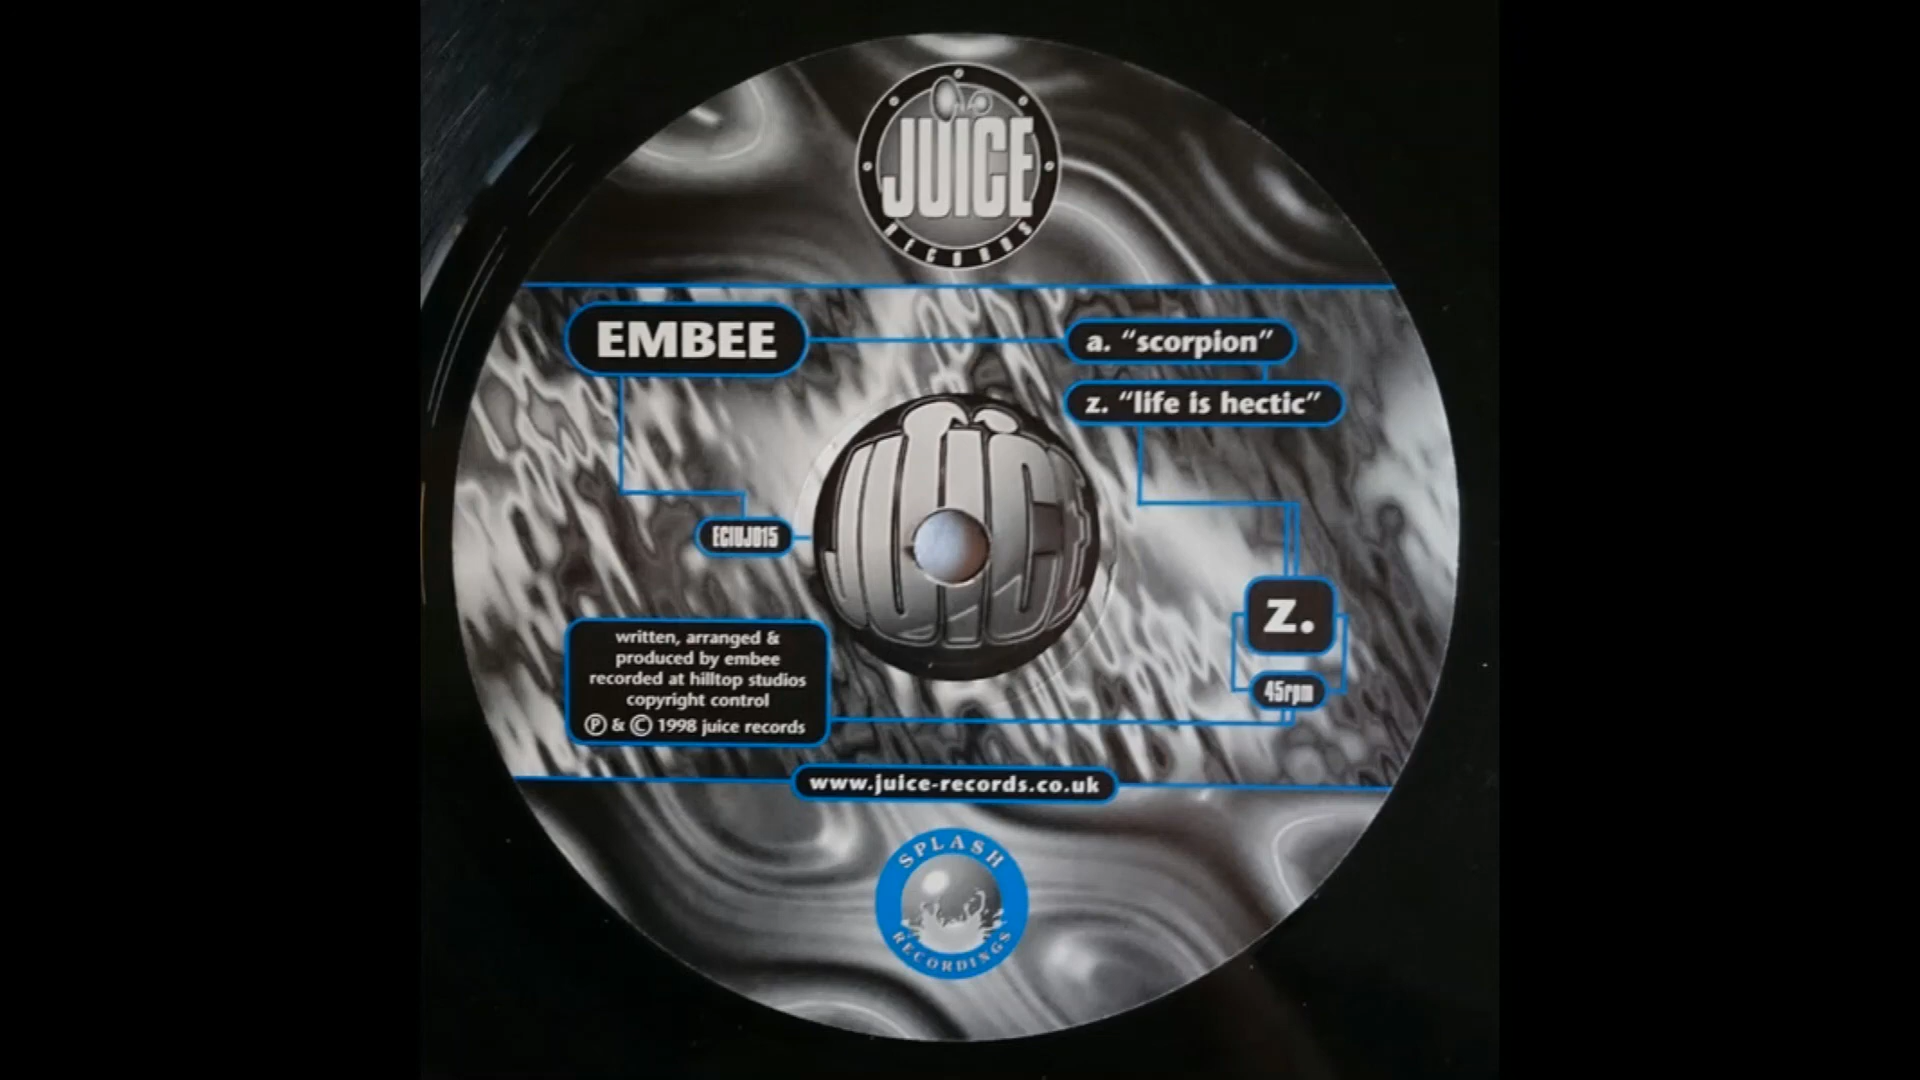 JUICE
RECORDS
EMBEE
a. “scorpion”
z. “life is hectic”
JUICE
ECIUJ015
z.
45rpm
written, arranged &
produced by embee
recorded at hilltop studios
copyright control
Ⓟ & © 1998 juice records
www.juice-records.co.uk
SPLASH
RECORDINGS